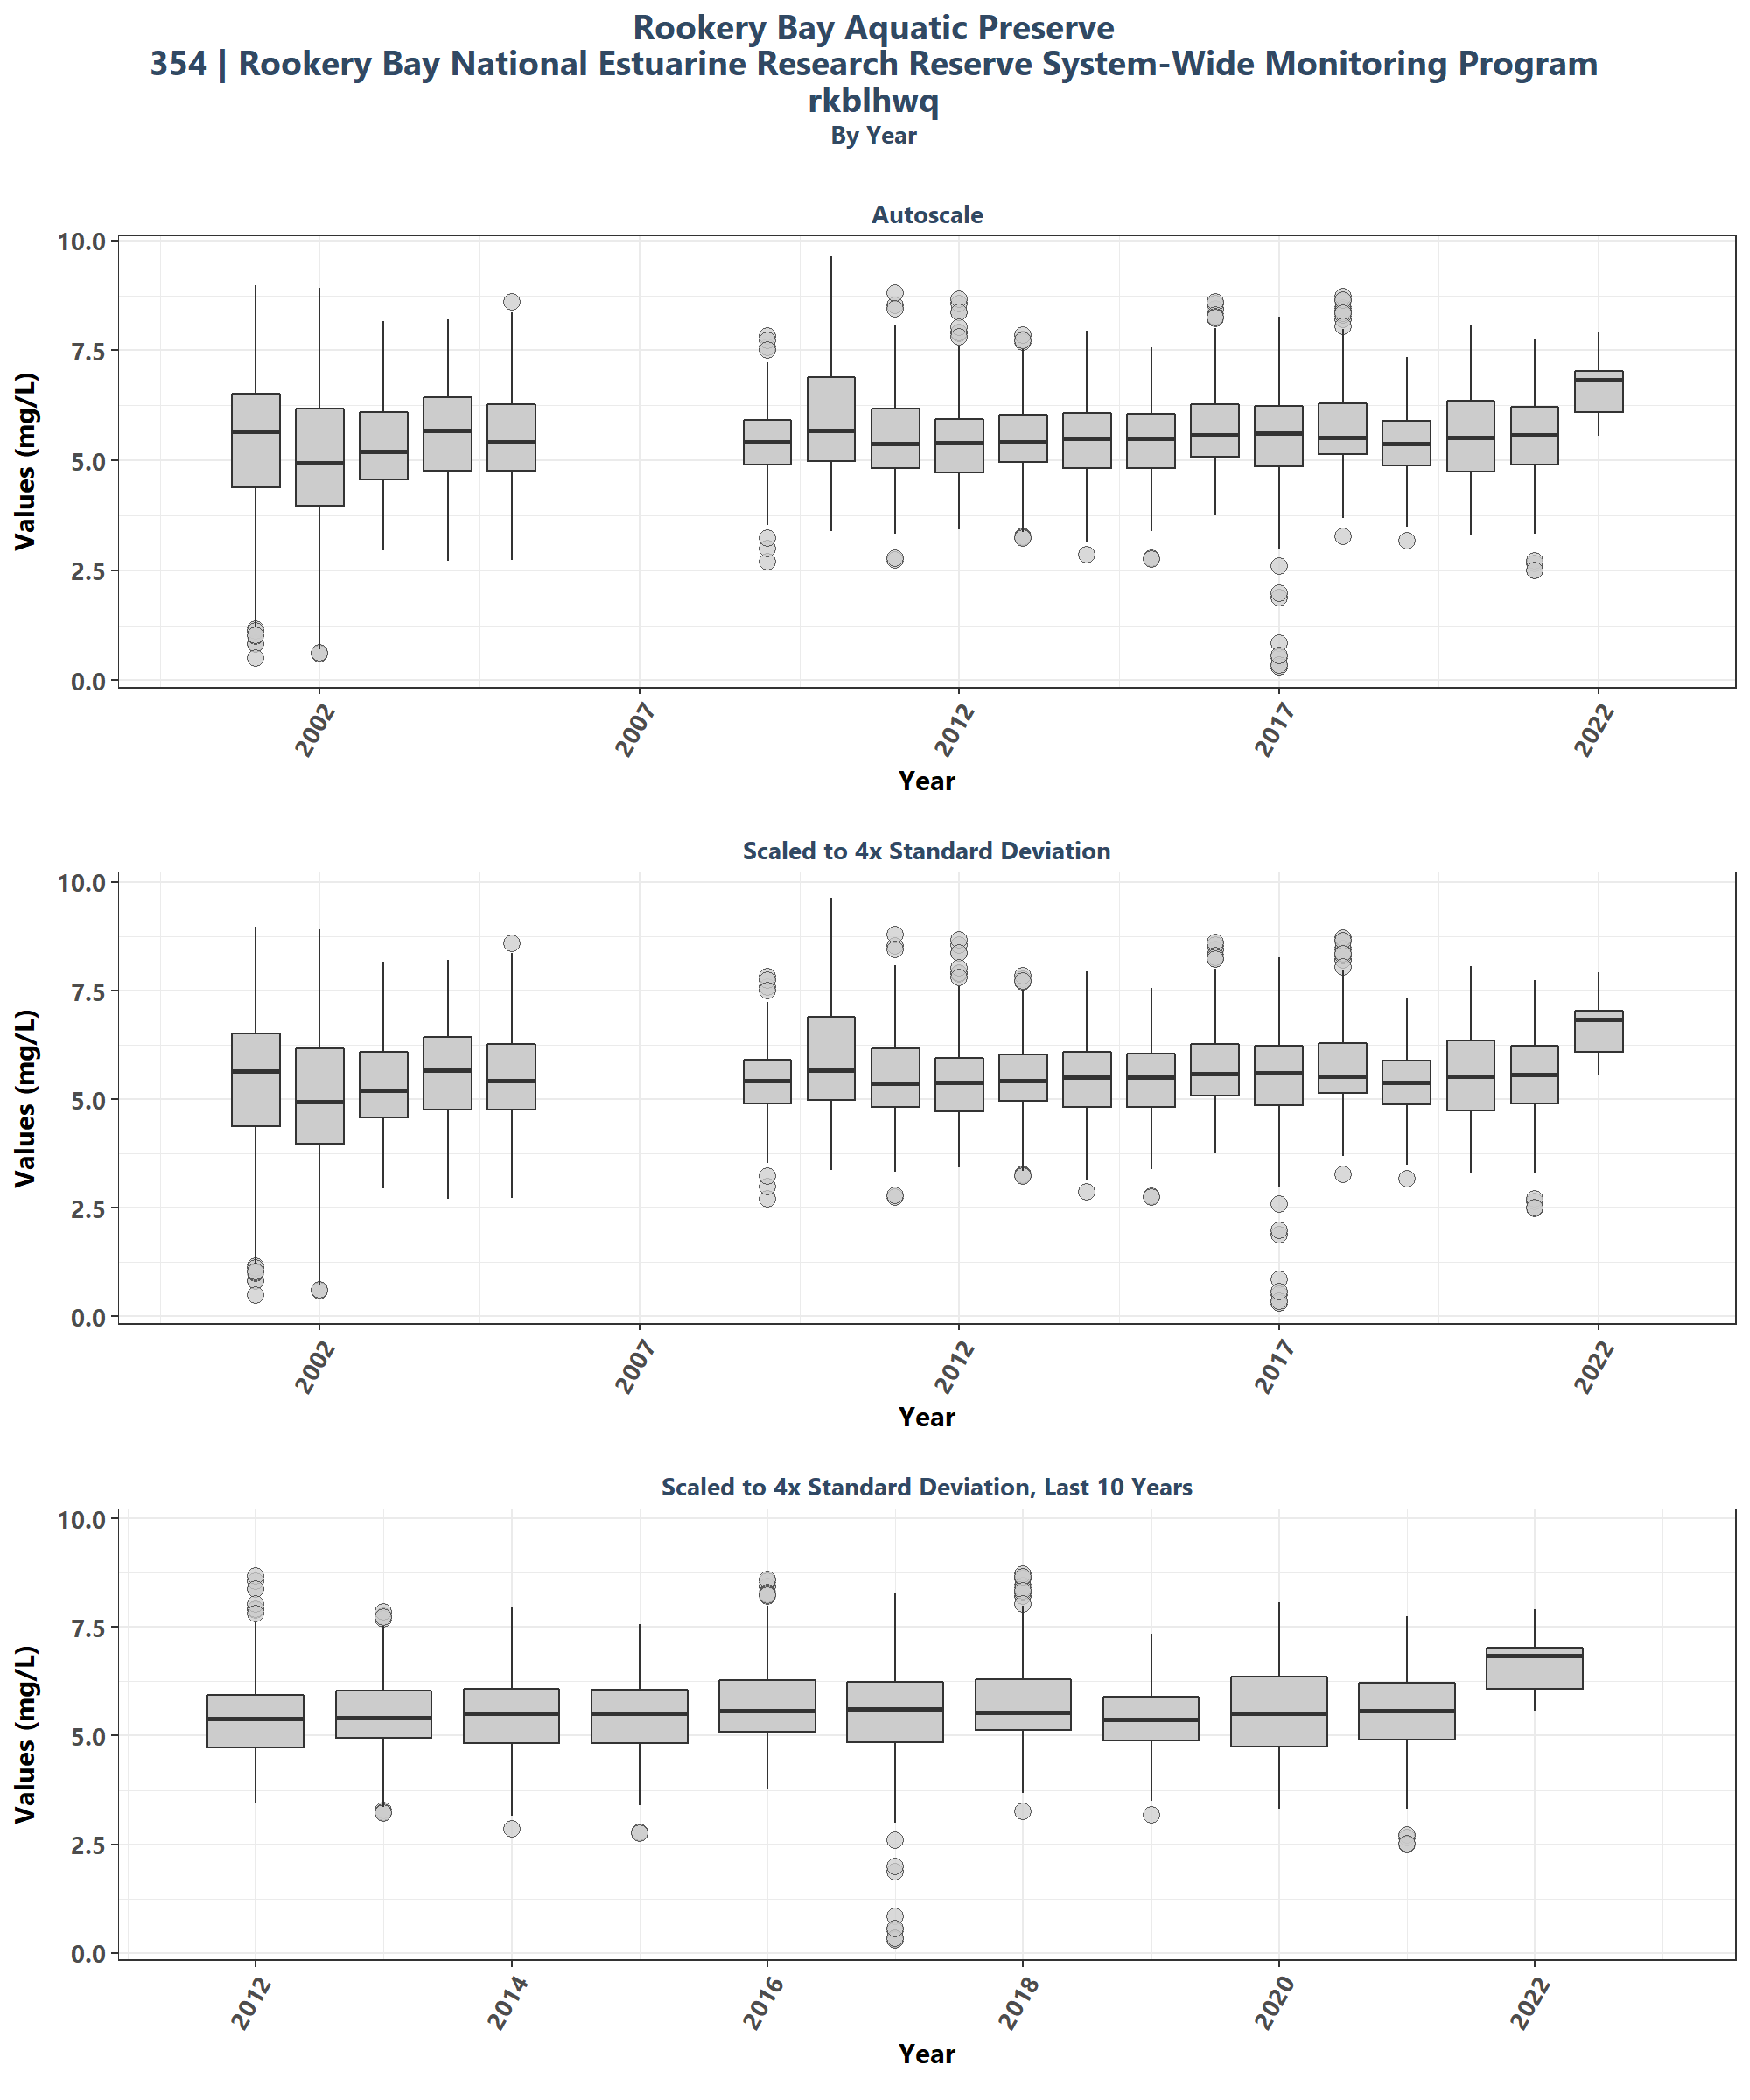 Rookery Bay Aquatic Preserve
354 | Rookery Bay National Estuarine Research Reserve System-Wide Monitoring Program
rkblhwq
By Year
Autoscale
Values (mg/L)
10.0
7.5
5.0
2.5
0.0
2002 2007 2012 2017 2022
Year
Scaled to 4x Standard Deviation
Values (mg/L)
10.0
7.5
5.0
2.5
0.0
2002 2007 2012 2017 2022
Year
Scaled to 4x Standard Deviation, Last 10 Years
Values (mg/L)
10.0
7.5
5.0
2.5
0.0
2012 2014 2016 2018 2020 2022
Year